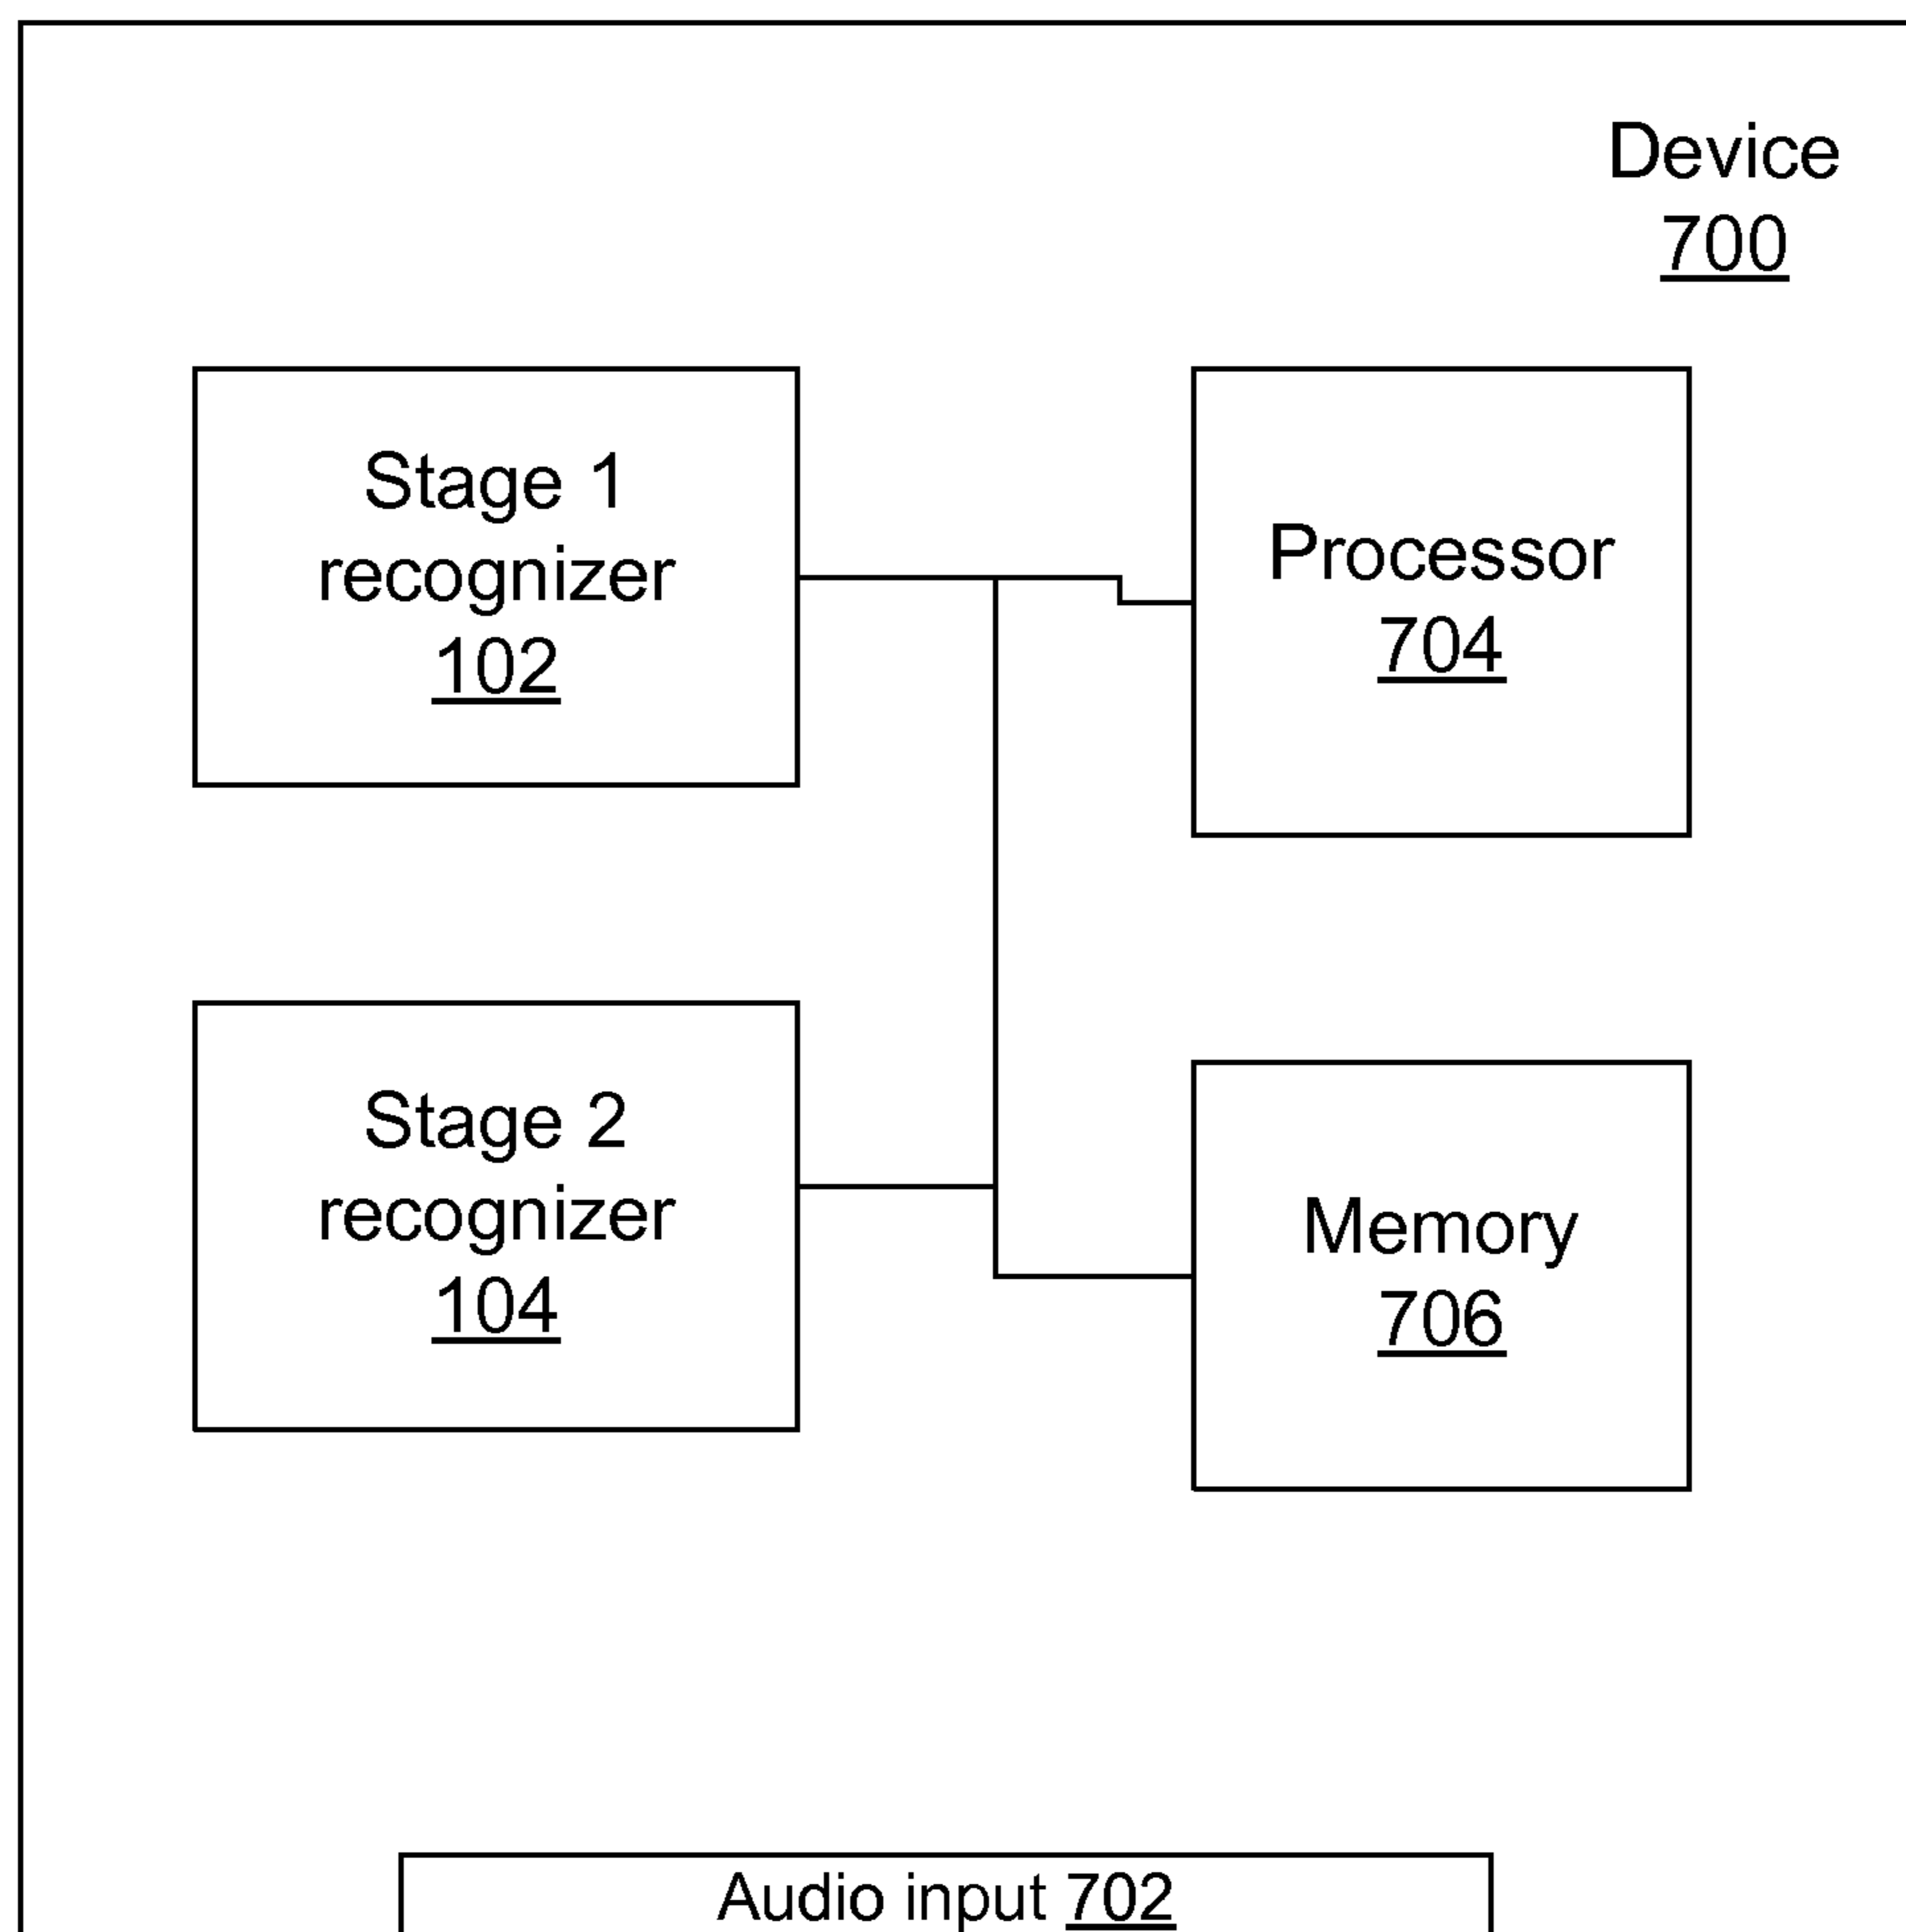 Device
700
Stage 1
recognizer
102
Processor
704
Stage 2
recognizer
104
Memory
706
Audio input 702